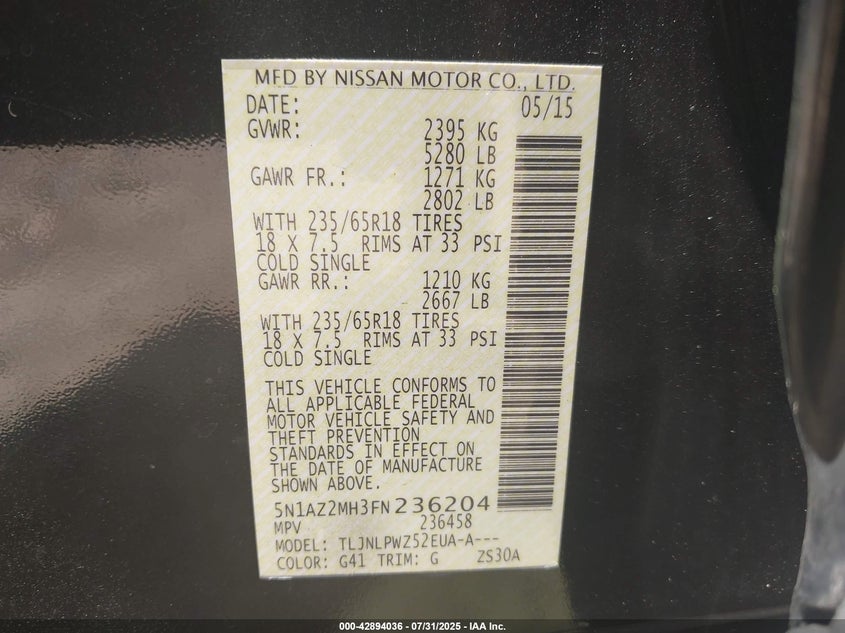 MFD BY NISSAN MOTOR CO., LTD.
DATE: 05/15
GVWR: 2395 KG
5280 LB
GAWR FR.: 1271 KG
2802 LB
WITH 235/65R18 TIRES
18 X 7.5 RIMS AT 33 PSI
COLD SINGLE
GAWR RR.: 1210 KG
2667 LB
WITH 235/65R18 TIRES
18 X 7.5 RIMS AT 33 PSI
COLD SINGLE
THIS VEHICLE CONFORMS TO
ALL APPLICABLE FEDERAL
MOTOR VEHICLE SAFETY AND
THEFT PREVENTION
STANDARDS IN EFFECT ON
THE DATE OF MANUFACTURE
SHOWN ABOVE.
5N1AZ2MH3FN236204
MPV 236458
MODEL: TLJNLPWZ52EUA-A---
COLOR: G41 TRIM: G ZS30A
000-42894036 - 07/31/2025 - IAA Inc.